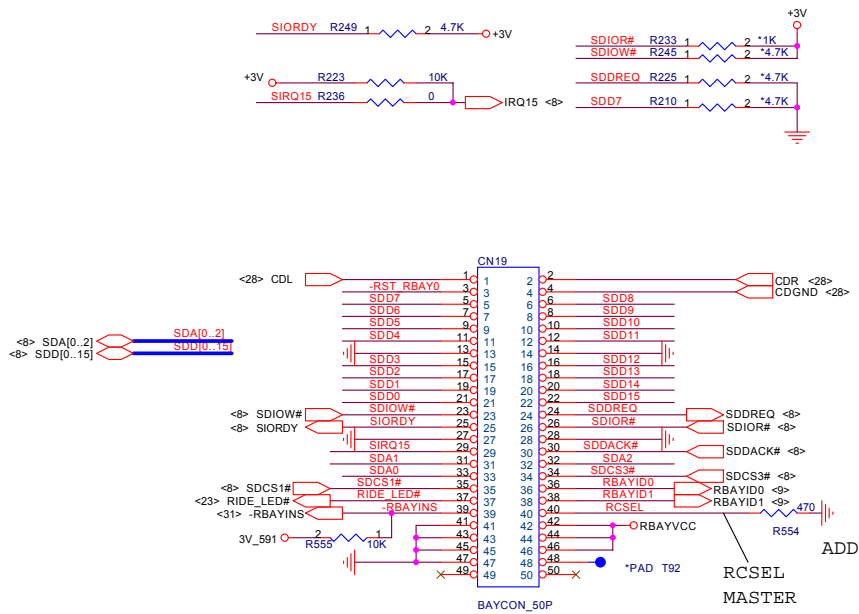 SIORDY R249 1 2 4.7K +3V
+3V R223 10K
SIRQ15 R236 0
IRQ15 <8>
+3V
SDIOR# R233 1 2 *1K
SDIOW# R245 1 2 *4.7K
SDDREQ R225 1 2 *4.7K
SDD7 R210 1 2 *4.7K
CN19
<28> CDL 1 1 2 2 CDR <28>
-RST_RBAY0 3 3 4 4 CDGND <28>
SDD7 5 5 6 6 SDD8
SDD6 7 7 8 8 SDD9
SDD5 9 9 10 10 SDD10
SDD4 11 11 12 12 SDD11
13 13 14 14
SDD3 15 15 16 16 SDD12
SDD2 17 17 18 18 SDD13
SDD1 19 19 20 20 SDD14
SDD0 21 21 22 22 SDD15
<8> SDA[0..2] SDA[0..2]
<8> SDD[0..15] SDD[0..15]
<8> SDIOW# SDIOW# 23 23 24 24 SDDREQ SDDREQ <8>
<8> SIORDY SIORDY 25 25 26 26 SDIOR# SDIOR# <8>
27 27 28 28
SIRQ15 29 29 30 30 SDDACK# SDDACK# <8>
SDA1 31 31 32 32 SDA2
SDA0 33 33 34 34 SDCS3# SDCS3# <8>
<8> SDCS1# SDCS1# 35 35 36 36 RBAYID0 RBAYID0 <9>
<23> RIDE_LED# RIDE_LED# 37 37 38 38 RBAYID1 RBAYID1 <9>
<31> -RBAYINS -RBAYINS 39 39 40 40 RCSEL 470
R554
41 41 42 42 RBAYVCC
3V_591 2 1 43 43 44 44
R555 10K
45 45 46 46
47 47 48 48 *PAD T92
49 49 50 50
ADD
RCSEL
MASTER
BAYCON_50P